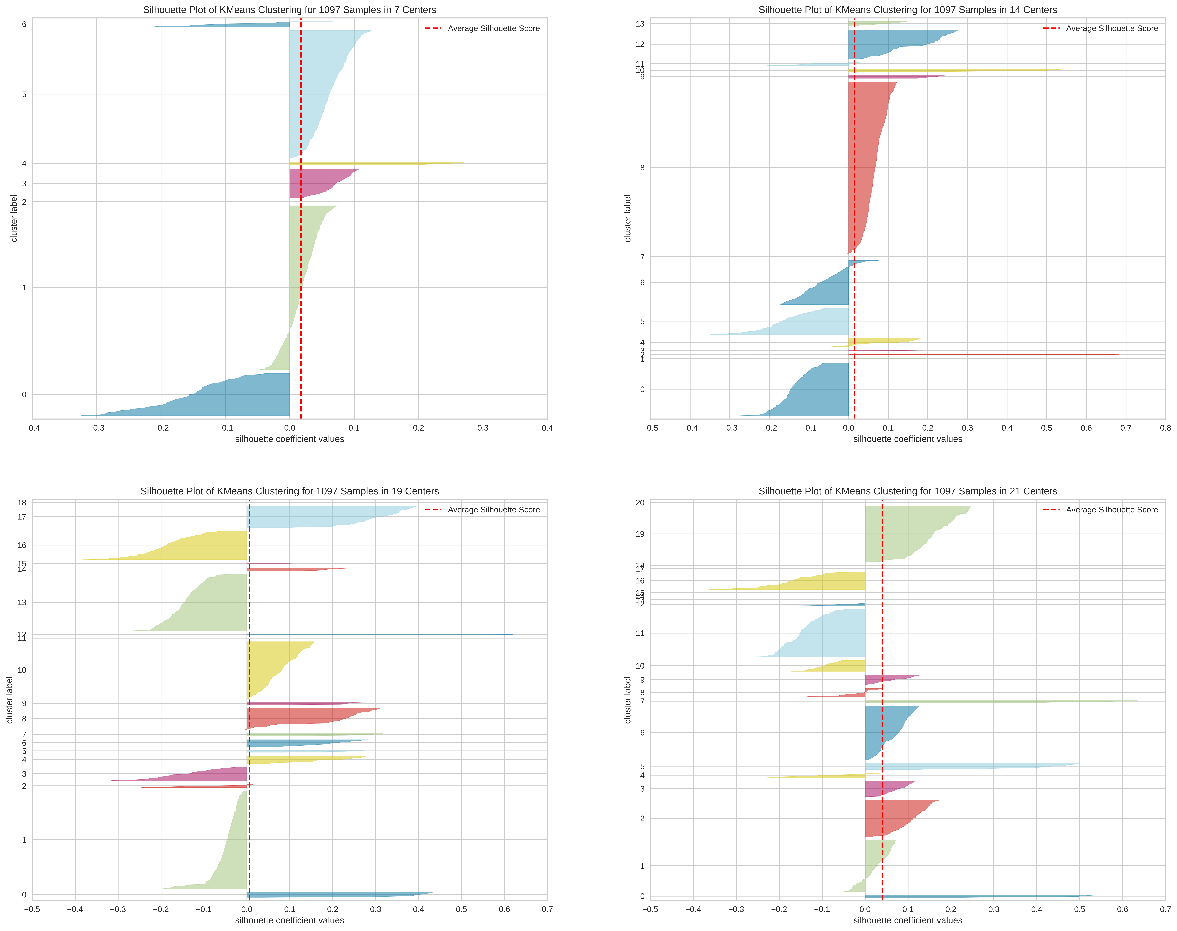 Silhouette Plot of KMeans Clustering for 1097 Samples in 7 Centers
Average Silhouette Score
6
5
4
3
2
1
0
cluster label
0.4 0.3 0.2 0.1 0.0 0.1 0.2 0.3 0.4
silhouette coefficient values
Silhouette Plot of KMeans Clustering for 1097 Samples in 14 Centers
Average Silhouette Score
13
12
11
8
7
6
5
4
1
0
cluster label
0.5 0.4 0.3 0.2 0.1 0.0 0.1 0.2 0.3 0.4 0.5 0.6 0.7 0.8
silhouette coefficient values
Silhouette Plot of KMeans Clustering for 1097 Samples in 19 Centers
Average Silhouette Score
18
17
16
15
14
13
11
10
9
8
7
6
5
4
3
2
1
0
cluster label
−0.5 −0.4 −0.3 −0.2 −0.1 0.0 0.1 0.2 0.3 0.4 0.5 0.6 0.7
silhouette coefficient values
Silhouette Plot of KMeans Clustering for 1097 Samples in 21 Centers
Average Silhouette Score
20
19
17
16
11
10
9
8
7
6
5
4
3
2
1
0
cluster label
−0.5 −0.4 −0.3 −0.2 −0.1 0.0 0.1 0.2 0.3 0.4 0.5 0.6 0.7
silhouette coefficient values